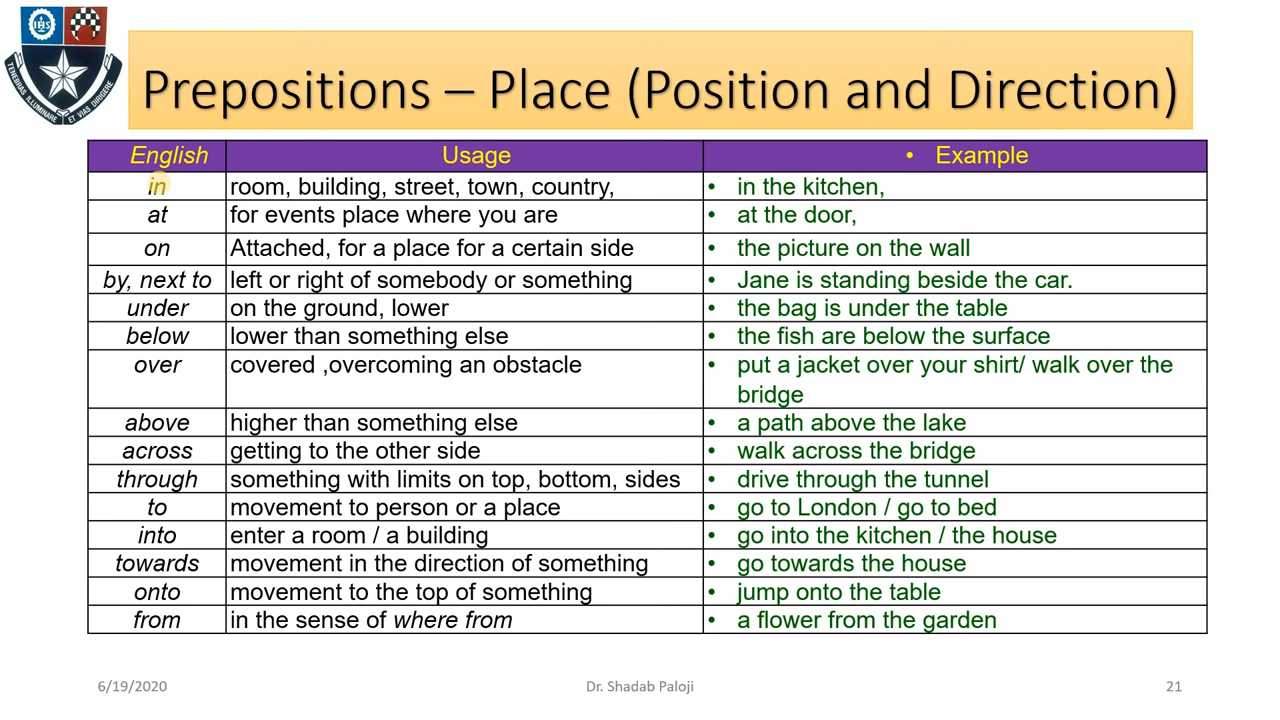 IHS
TENEBRAS ILLUMINARE ET VIAS DIRIGERE
Prepositions – Place (Position and Direction)
English Usage • Example
in room, building, street, town, country, • in the kitchen,
at for events place where you are • at the door,
on Attached, for a place for a certain side • the picture on the wall
by, next to left or right of somebody or something • Jane is standing beside the car.
under on the ground, lower • the bag is under the table
below lower than something else • the fish are below the surface
over covered ,overcoming an obstacle • put a jacket over your shirt/ walk over the
bridge
above higher than something else • a path above the lake
across getting to the other side • walk across the bridge
through something with limits on top, bottom, sides • drive through the tunnel
to movement to person or a place • go to London / go to bed
into enter a room / a building • go into the kitchen / the house
towards movement in the direction of something • go towards the house
onto movement to the top of something • jump onto the table
from in the sense of where from • a flower from the garden
6/19/2020 Dr. Shadab Paloji 21